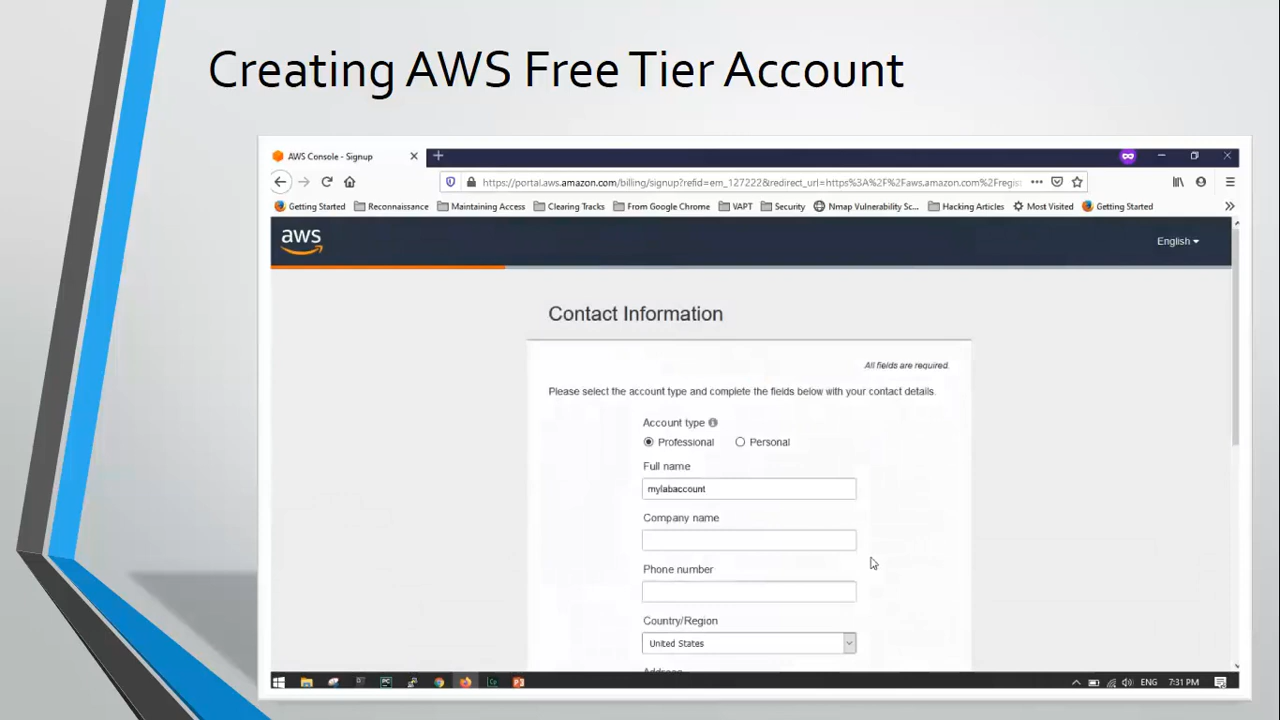 Creating AWS Free Tier Account
AWS Console - Signup
https://portal.aws.amazon.com/billing/signup?refid=em_127222&redirect_url=https%3A%2F%2Faws.amazon.com%2Fregis
Getting Started Reconnaissance Maintaining Access Clearing Tracks From Google Chrome VAPT Security Nmap Vulnerability Sc... Hacking Articles Most Visited Getting Started
aws
English
Contact Information
All fields are required.
Please select the account type and complete the fields below with your contact details.
Account type
Professional Personal
Full name
mylabaccount
Company name
Phone number
Country/Region
United States
Address
ENG 7:31 PM